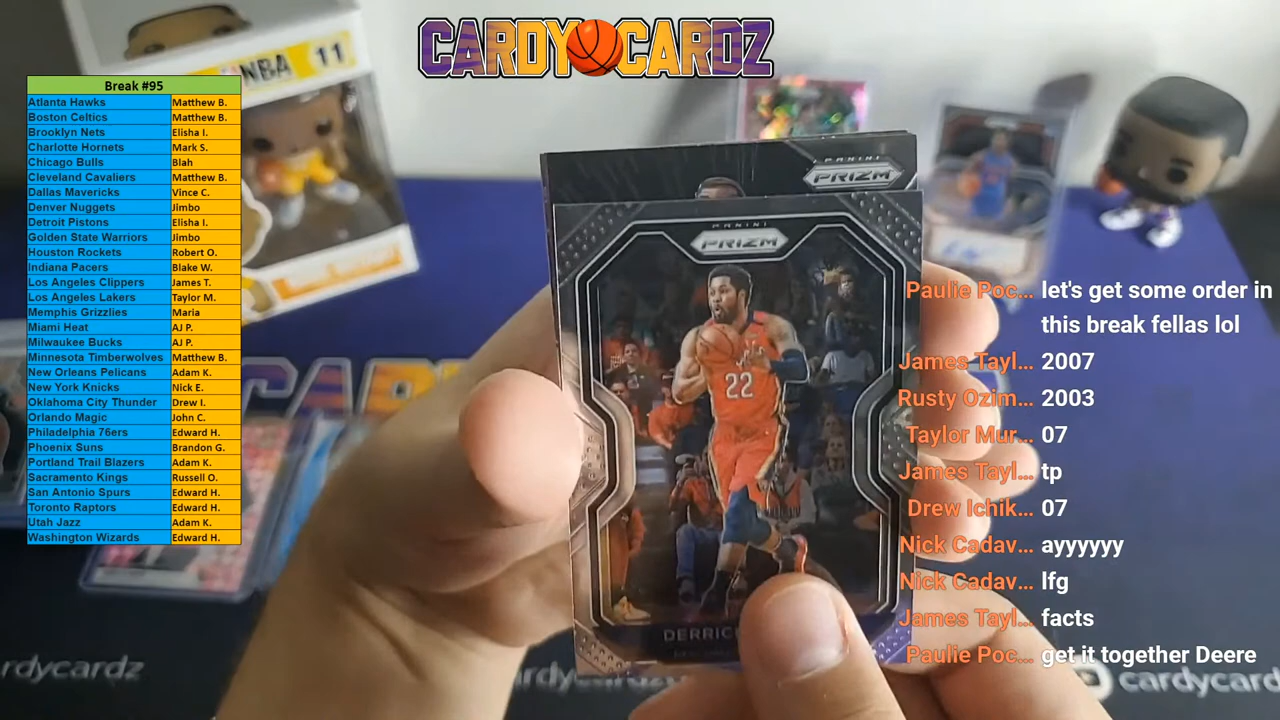 CARDY CARDZ
NBA 11
Break #95
Atlanta Hawks Matthew B.
Boston Celtics Matthew B.
Brooklyn Nets Elisha I.
Charlotte Hornets Mark S.
Chicago Bulls Blah
Cleveland Cavaliers Matthew B.
Dallas Mavericks Vince C.
Denver Nuggets Jimbo
Detroit Pistons Elisha I.
Golden State Warriors Jimbo
Houston Rockets Robert O.
Indiana Pacers Blake W.
Los Angeles Clippers James T.
Los Angeles Lakers Taylor M.
Memphis Grizzlies Maria
Miami Heat AJ P.
Milwaukee Bucks AJ P.
Minnesota Timberwolves Matthew B.
New Orleans Pelicans Adam K.
New York Knicks Nick E.
Oklahoma City Thunder Drew I.
Orlando Magic John C.
Philadelphia 76ers Edward H.
Phoenix Suns Brandon G.
Portland Trail Blazers Adam K.
Sacramento Kings Russell O.
San Antonio Spurs Edward H.
Toronto Raptors Edward H.
Utah Jazz Adam K.
Washington Wizards Edward H.
PANINI
PRIZM
PANINI
PRIZM
22
DERRIC
Paulie Poc... let's get some order in
this break fellas lol
James Tayl... 2007
Rusty Ozim... 2003
Taylor Mur... 07
James Tayl... tp
Drew Ichik... 07
Nick Cadav... ayyyyyy
Nick Cadav... lfg
James Tayl... facts
Paulie Poc... get it together Deere
rdycardz
cardycard